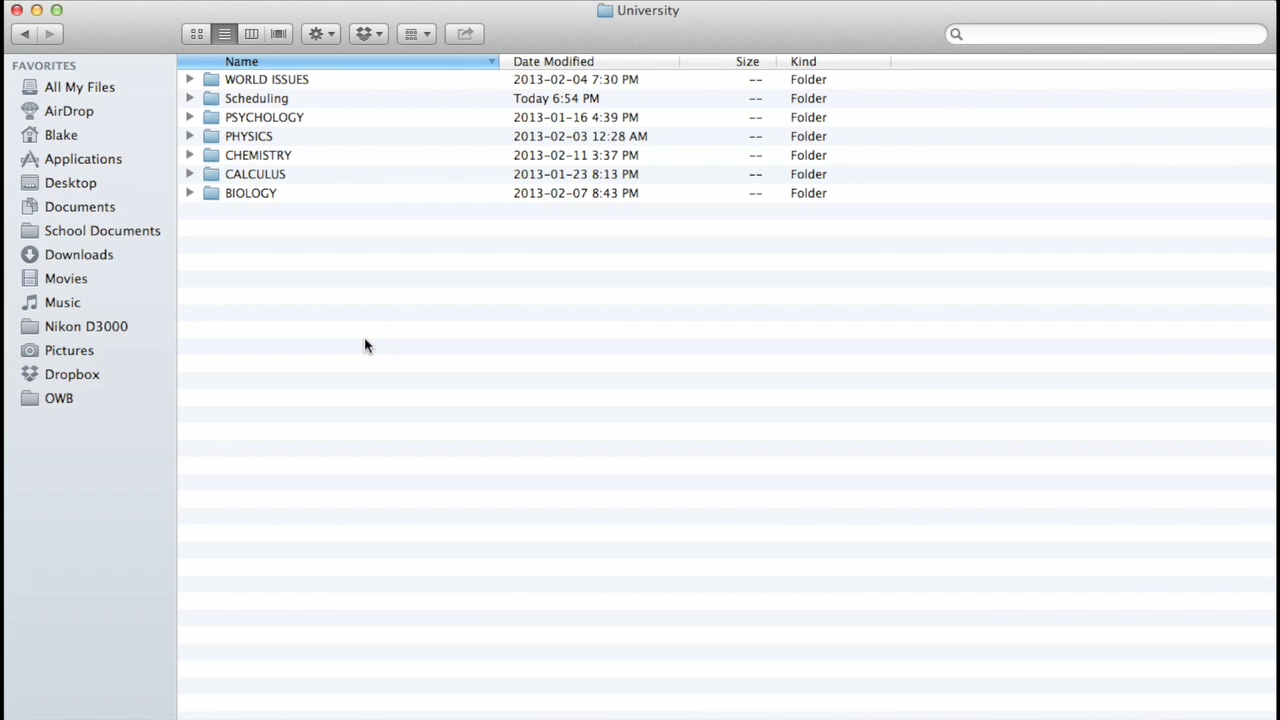 University
FAVORITES
All My Files
AirDrop
Blake
Applications
Desktop
Documents
School Documents
Downloads
Movies
Music
Nikon D3000
Pictures
Dropbox
OWB
Name Date Modified Size Kind
WORLD ISSUES 2013-02-04 7:30 PM -- Folder
Scheduling Today 6:54 PM -- Folder
PSYCHOLOGY 2013-01-16 4:39 PM -- Folder
PHYSICS 2013-02-03 12:28 AM -- Folder
CHEMISTRY 2013-02-11 3:37 PM -- Folder
CALCULUS 2013-01-23 8:13 PM -- Folder
BIOLOGY 2013-02-07 8:43 PM -- Folder